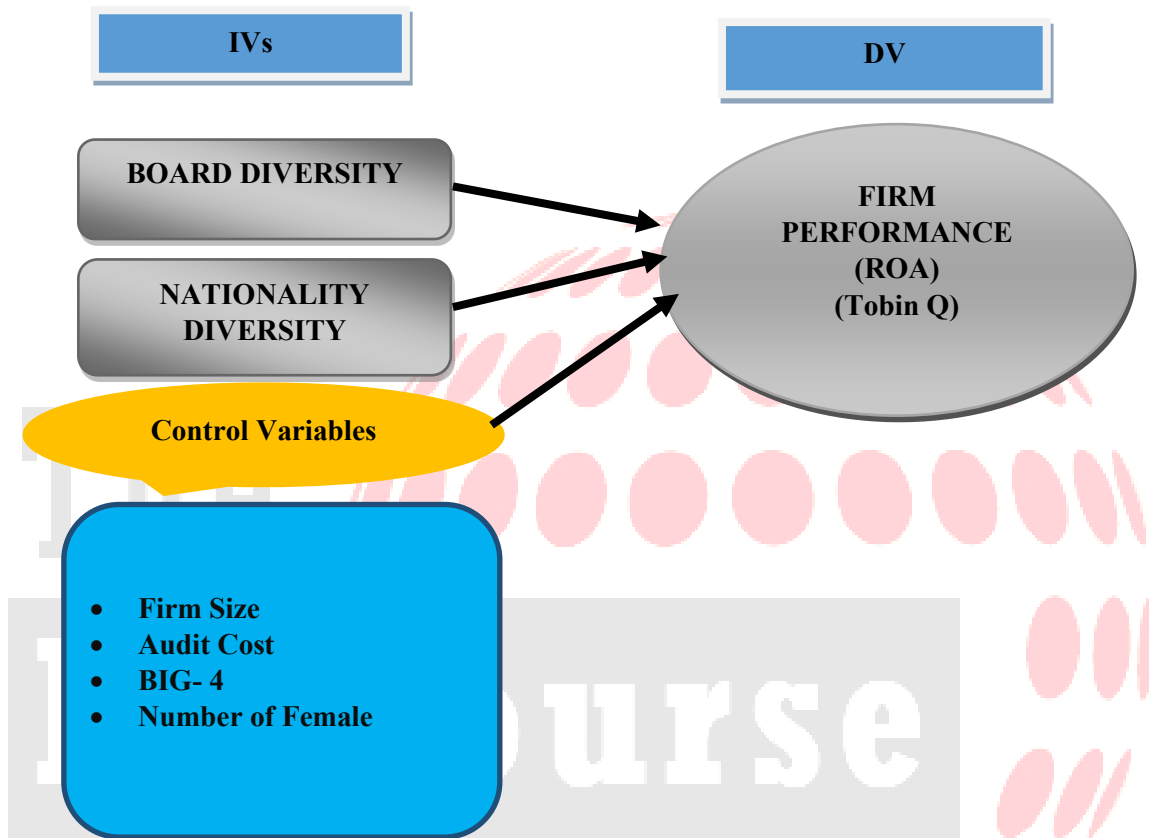 IVs
DV
BOARD DIVERSITY
NATIONALITY
DIVERSITY
FIRM
PERFORMANCE
(ROA)
(Tobin Q)
Control Variables
• Firm Size
• Audit Cost
• BIG- 4
• Number of Female